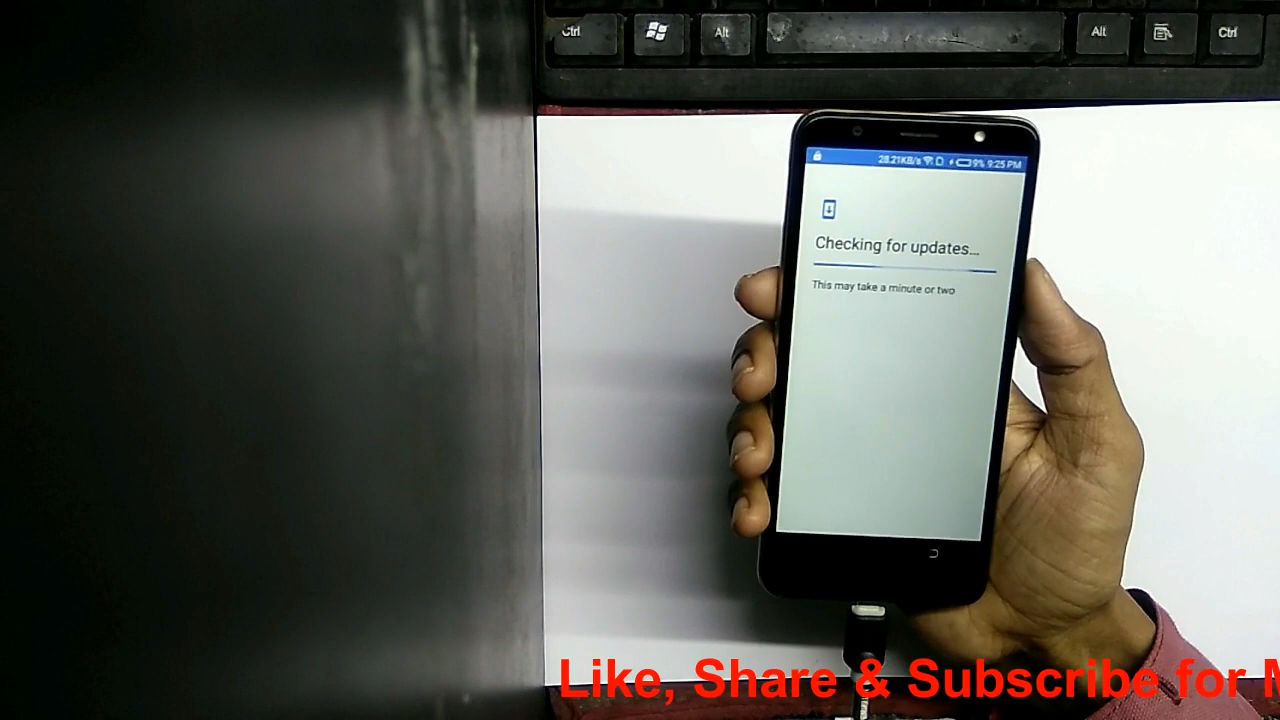 Ctrl Alt Alt Ctrl
28.21KB/s 9% 9:25 PM
Checking for updates...
This may take a minute or two
Like, Share & Subscribe for M